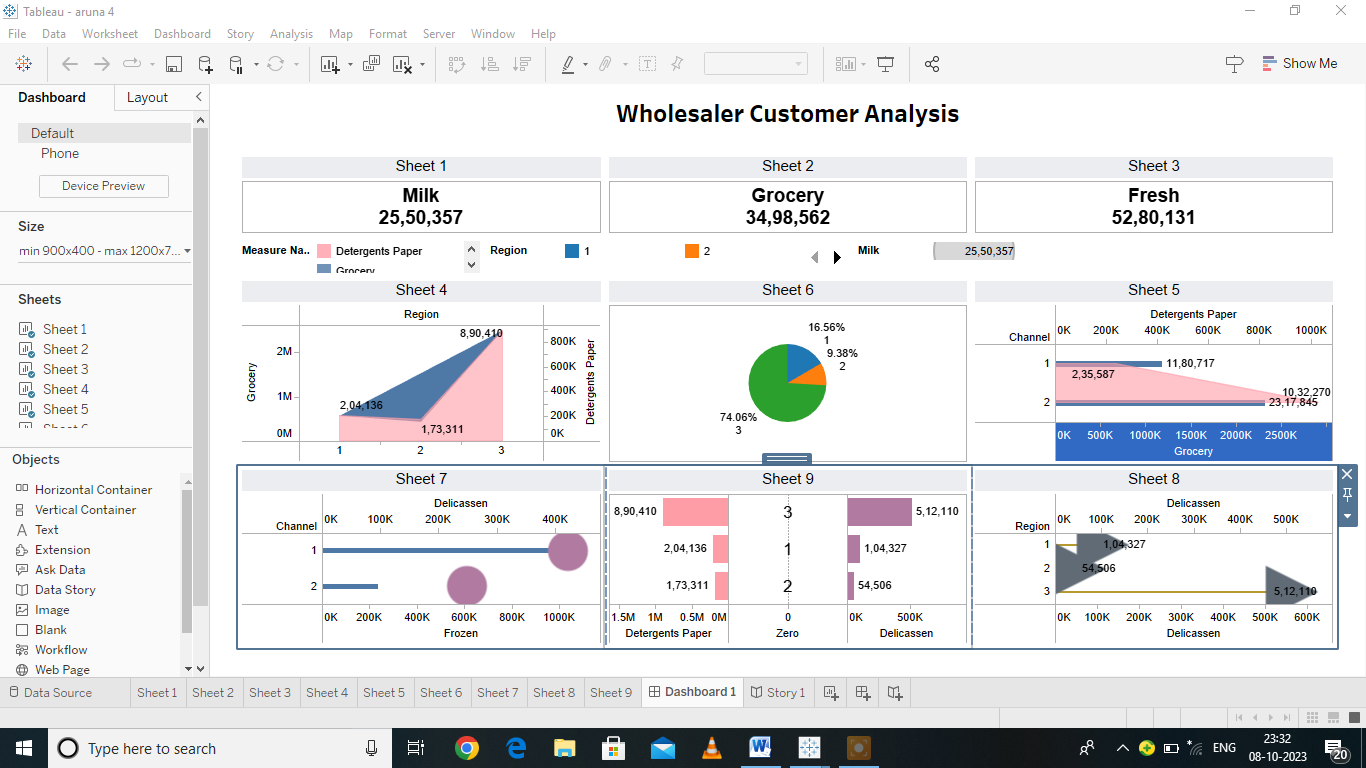 Tableau - aruna 4
File Data Worksheet Dashboard Story Analysis Map Format Server Window Help
Show Me
Dashboard Layout
Default
Phone
Device Preview
Size
min 900x400 - max 1200x7...
Sheets
Sheet 1
Sheet 2
Sheet 3
Sheet 4
Sheet 5
Objects
Horizontal Container
Vertical Container
Text
Extension
Ask Data
Data Story
Image
Blank
Workflow
Web Page
Wholesaler Customer Analysis
Sheet 1
Milk
25,50,357
Sheet 2
Grocery
34,98,562
Sheet 3
Fresh
52,80,131
Measure Na.. Detergents Paper
Grocery
Region 1 2
Milk 25,50,357
Sheet 4
Region
Grocery
2M
1M
0M
8,90,410
2,04,136
1,73,311
800K
600K
400K
200K
0K
Detergents Paper
1 2 3
Sheet 6
16.56%
1
9.38%
2
74.06%
3
Sheet 5
Detergents Paper
Channel 0K 200K 400K 600K 800K 1000K
1 11,80,717
2,35,587
10,32,270
2 23,17,845
0K 500K 1000K 1500K 2000K 2500K
Grocery
Sheet 7
Delicassen
Channel 0K 100K 200K 300K 400K
1
2
0K 200K 400K 600K 800K 1000K
Frozen
Sheet 9
8,90,410 3 5,12,110
2,04,136 1 1,04,327
1,73,311 2 54,506
1.5M 1M 0.5M 0M 0 0K 500K
Detergents Paper Zero Delicassen
Sheet 8
Delicassen
Region 0K 100K 200K 300K 400K 500K
1 1,04,327
2 54,506
3 5,12,110
0K 100K 200K 300K 400K 500K 600K
Delicassen
Data Source Sheet 1 Sheet 2 Sheet 3 Sheet 4 Sheet 5 Sheet 6 Sheet 7 Sheet 8 Sheet 9 Dashboard 1 Story 1
Type here to search
ENG
23:32
08-10-2023
20